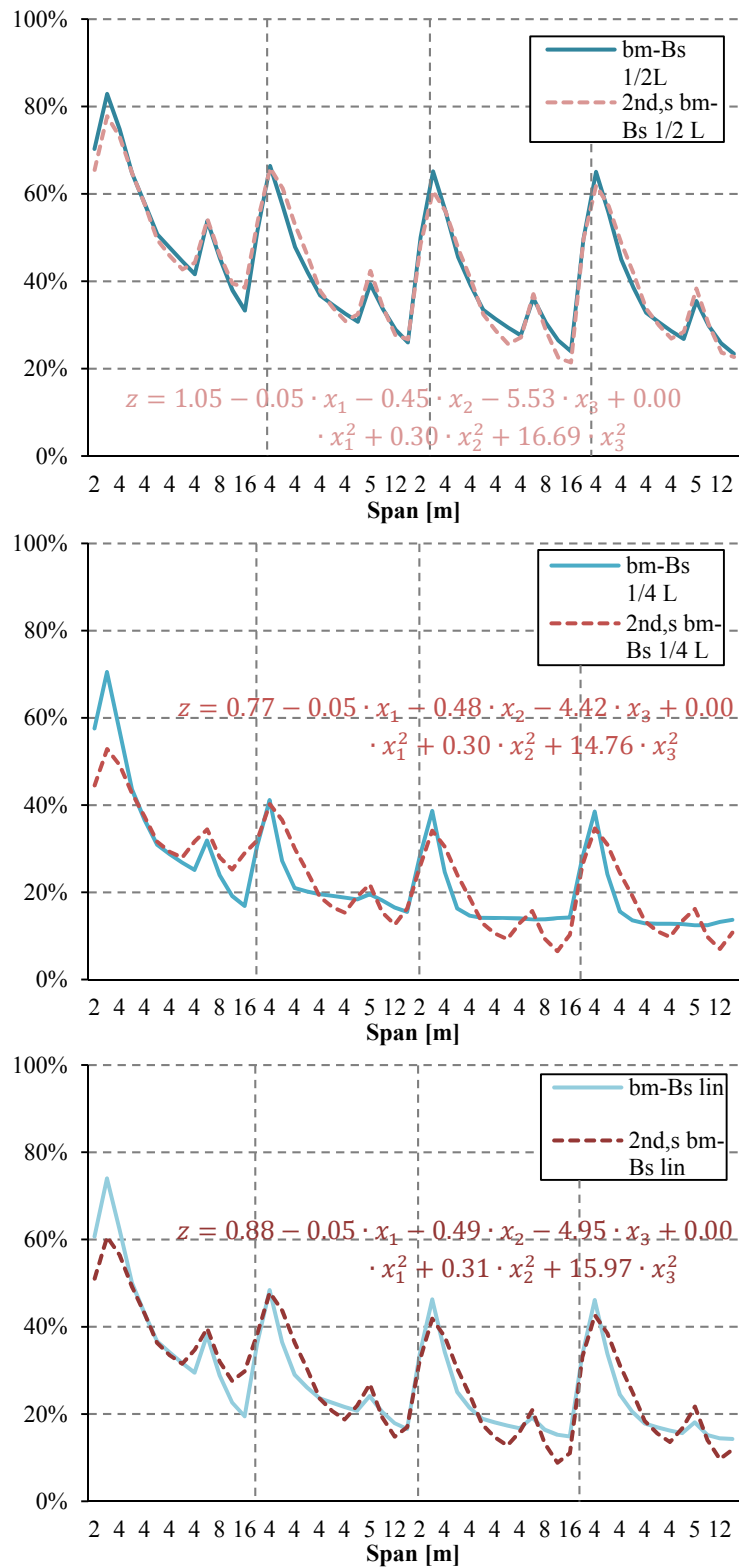 100%
80%
60%
40%
20%
0%
bm-Bs
1/2L
2nd,s bm-
Bs 1/2 L
z = 1.05 − 0.05 · x₁ − 0.45 · x₂ − 5.53 · x₃ + 0.00
· x₁² + 0.30 · x₂² + 16.69 · x₃²
2 4 4 4 4 8 16 4 4 4 4 5 12 2 4 4 4 8 16 4 4 4 4 5 12
Span [m]
100%
80%
60%
40%
20%
0%
bm-Bs
1/4 L
2nd,s bm-
Bs 1/4 L
z = 0.77 − 0.05 · x₁ − 0.48 · x₂ − 4.42 · x₃ + 0.00
· x₁² + 0.30 · x₂² + 14.76 · x₃²
2 4 4 4 4 8 16 4 4 4 4 5 12 2 4 4 4 8 16 4 4 4 4 5 12
Span [m]
100%
80%
60%
40%
20%
0%
bm-Bs lin
2nd,s bm-
Bs lin
z = 0.88 − 0.05 · x₁ − 0.49 · x₂ − 4.95 · x₃ + 0.00
· x₁² + 0.31 · x₂² + 15.97 · x₃²
2 4 4 4 4 8 16 4 4 4 4 5 12 2 4 4 4 8 16 4 4 4 4 5 12
Span [m]